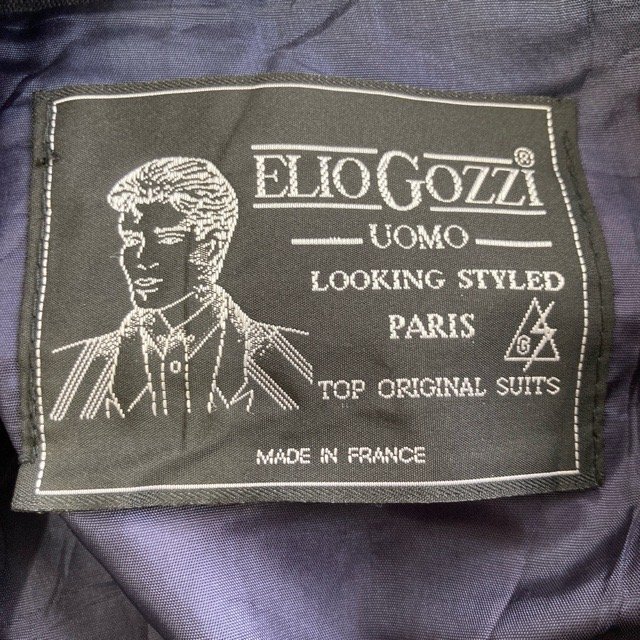 ELIO GOZZI®
UOMO
LOOKING STYLED
PARIS
TOP ORIGINAL SUITS
MADE IN FRANCE